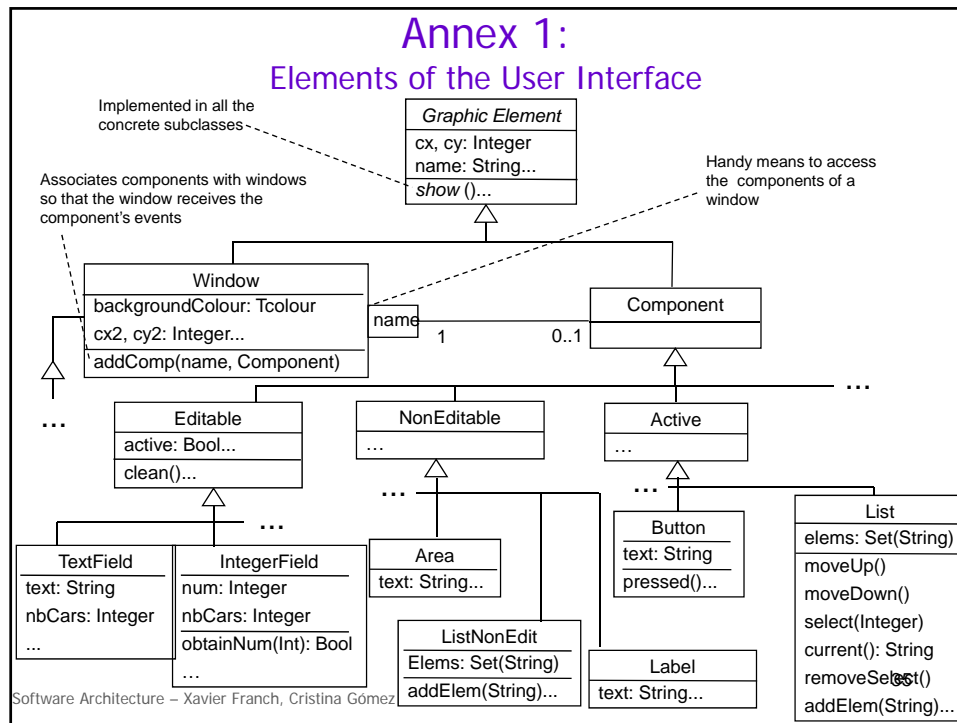 Annex 1:
Elements of the User Interface
Implemented in all the
concrete subclasses
Graphic Element
cx, cy: Integer
name: String...
show ()...
Handy means to access
the components of a
window
Associates components with windows
so that the window receives the
component's events
Window
backgroundColour: Tcolour
cx2, cy2: Integer...
addComp(name, Component)
name
1
0..1
Component
...
...
Editable
active: Bool...
clean()...
NonEditable
...
Active
...
...
...
...
TextField
text: String
nbCars: Integer
...
IntegerField
num: Integer
nbCars: Integer
obtainNum(Int): Bool
...
Area
text: String...
ListNonEdit
Elems: Set(String)
addElem(String)...
Label
text: String...
Button
text: String
pressed()...
List
elems: Set(String)
moveUp()
moveDown()
select(Integer)
current(): String
removeSelect()
addElem(String)...
35
Software Architecture – Xavier Franch, Cristina Gómez